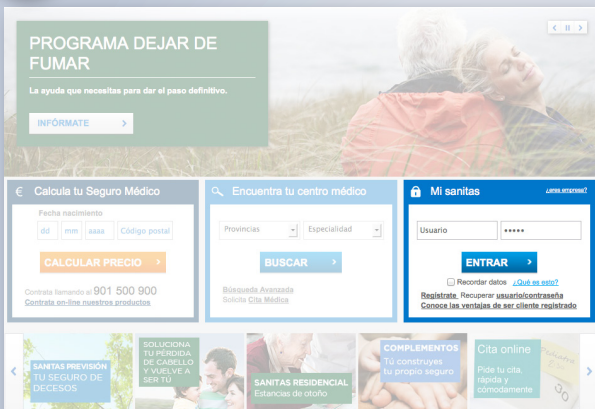 PROGRAMA DEJAR DE
FUMAR
La ayuda que necesitas para dar el paso definitivo.
INFÓRMATE >
€ Calcula tu Seguro Médico
Fecha nacimiento
dd mm aaaa Código postal
CALCULAR PRECIO >
Contrata llamando al 901 500 900
Contrata on-line nuestros productos
Encuentra tu centro médico
Provincias Especialidad
BUSCAR >
Búsqueda Avanzada
Solicita Cita Médica
Mi sanitas ¿eres empresa?
Usuario •••••
ENTRAR >
Recordar datos ¿Qué es esto?
Regístrate Recuperar usuario/contraseña
Conoce las ventajas de ser cliente registrado
SANITAS PREVISIÓN
TU SEGURO DE
DECESOS
SOLUCIONA
TU PÉRDIDA
DE CABELLO
Y VUELVE A
SER TÚ
SANITAS RESIDENCIAL
Estancias de otoño
COMPLEMENTOS
Tú construyes
tu propio seguro
Cita online
Pide tu cita
rápida y
cómodamente
30